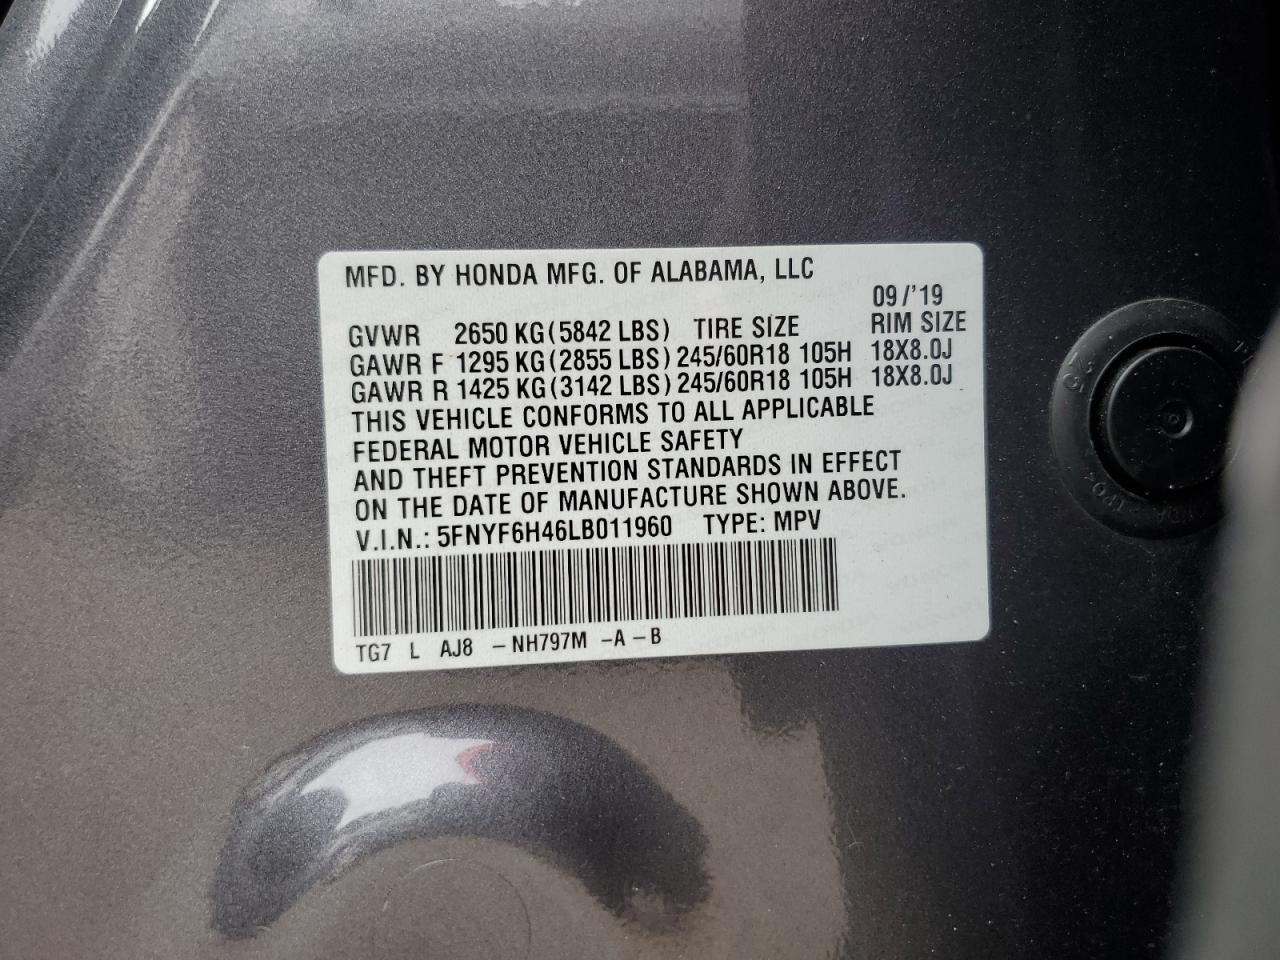 MFD. BY HONDA MFG. OF ALABAMA, LLC
09/'19
GVWR 2650 KG(5842 LBS) TIRE SIZE RIM SIZE
GAWR F 1295 KG(2855 LBS) 245/60R18 105H 18X8.0J
GAWR R 1425 KG(3142 LBS) 245/60R18 105H 18X8.0J
THIS VEHICLE CONFORMS TO ALL APPLICABLE
FEDERAL MOTOR VEHICLE SAFETY
AND THEFT PREVENTION STANDARDS IN EFFECT
ON THE DATE OF MANUFACTURE SHOWN ABOVE.
V.I.N.: 5FNYF6H46LB011960 TYPE: MPV
TG7 L AJ8 -NH797M -A-B